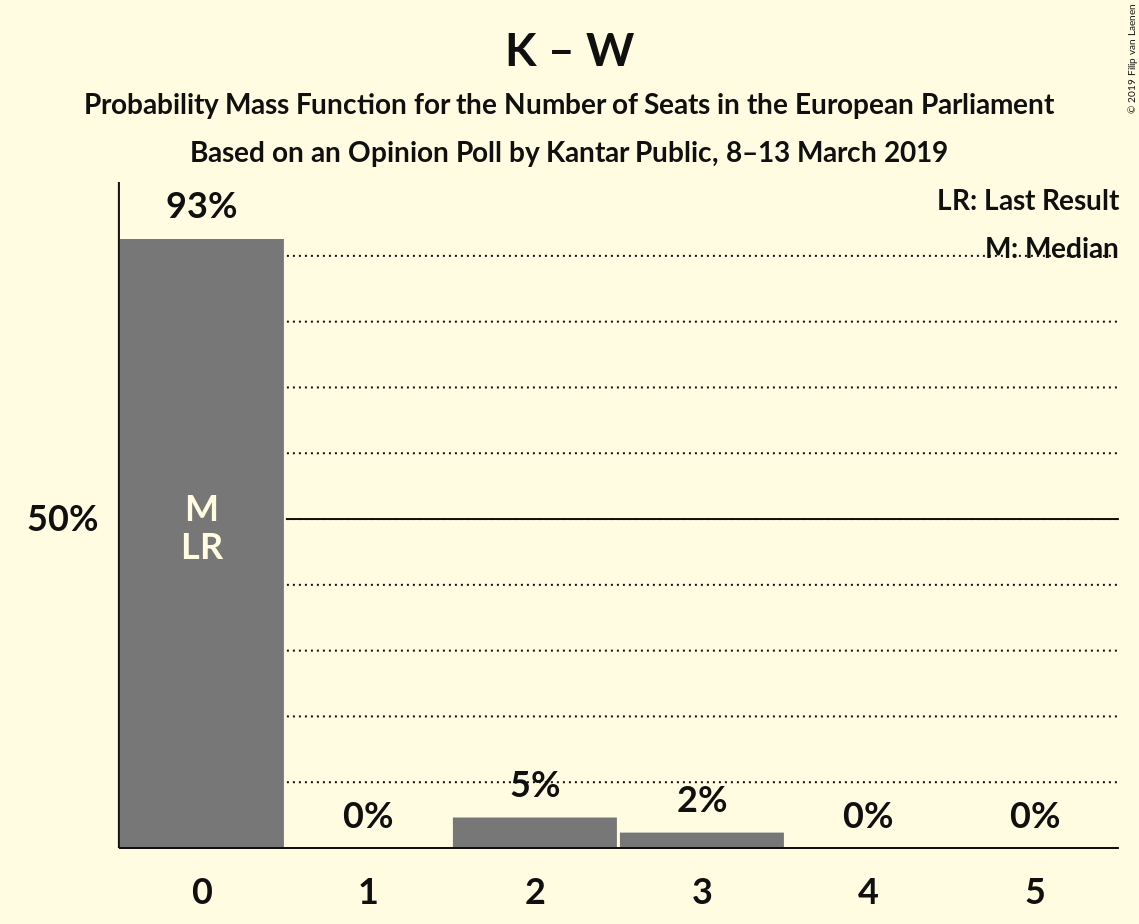 K – W
Probability Mass Function for the Number of Seats in the European Parliament
Based on an Opinion Poll by Kantar Public, 8–13 March 2019
© 2019 Filip van Laenen
LR: Last Result
M: Median
93%
M
LR
50%
0%
5%
2%
0%
0%
0 1 2 3 4 5